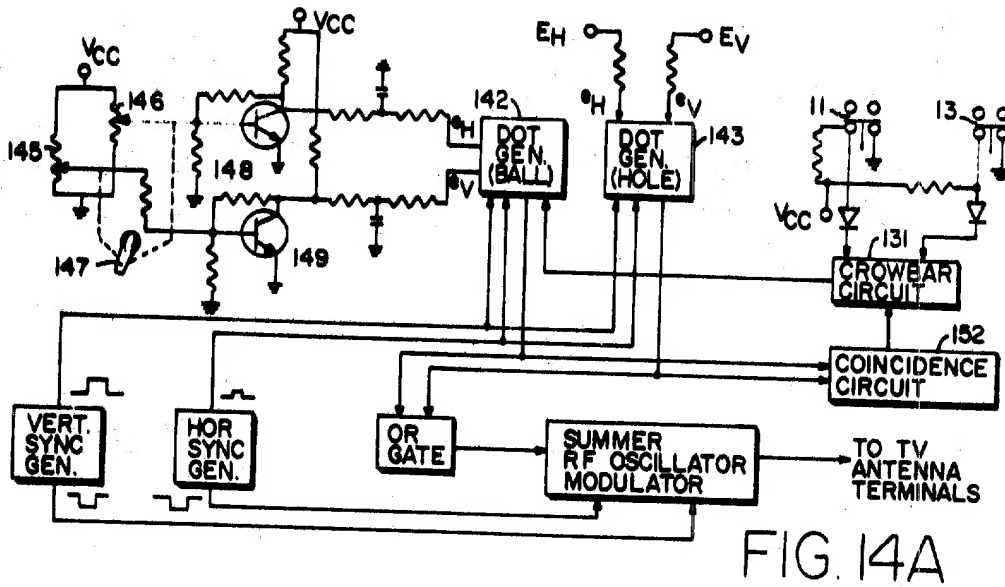 VCC
VCC
EH
EV
146
142
eH
eV
11
13
145
eH
DOT
GEN.
(BALL)
DOT
GEN.
(HOLE)
143
148
eV
VCC
131
147
149
CROWBAR
CIRCUIT
152
COINCIDENCE
CIRCUIT
VERT.
SYNC
GEN.
HOR
SYNC
GEN.
OR
GATE
SUMMER
RF OSCILLATOR
MODULATOR
TO TV
ANTENNA
TERMINALS
FIG. 14A